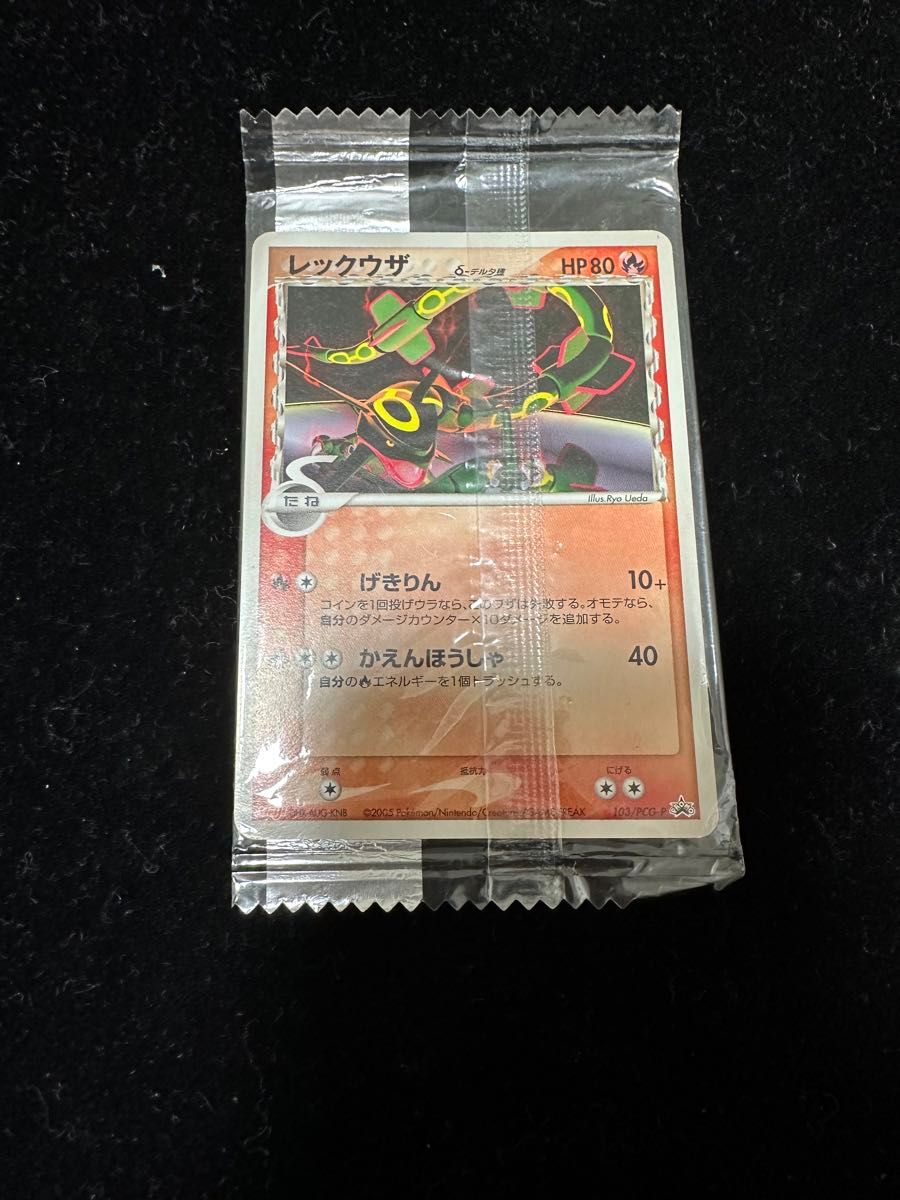 レックウザ δ-デルタ種 HP80
たね
Illus.Ryo Ueda
げきりん 10+
コインを1回投げウラなら、このワザは失敗する。オモテなら、
自分のダメージカウンター×10ダメージを追加する。
かえんほうしゃ 40
自分のエネルギーを1個トラッシュする。
弱点 抵抗力 にげる
©2005 Pokémon/Nintendo/Creatures/GAME FREAK 103/PCG-P
PROMO